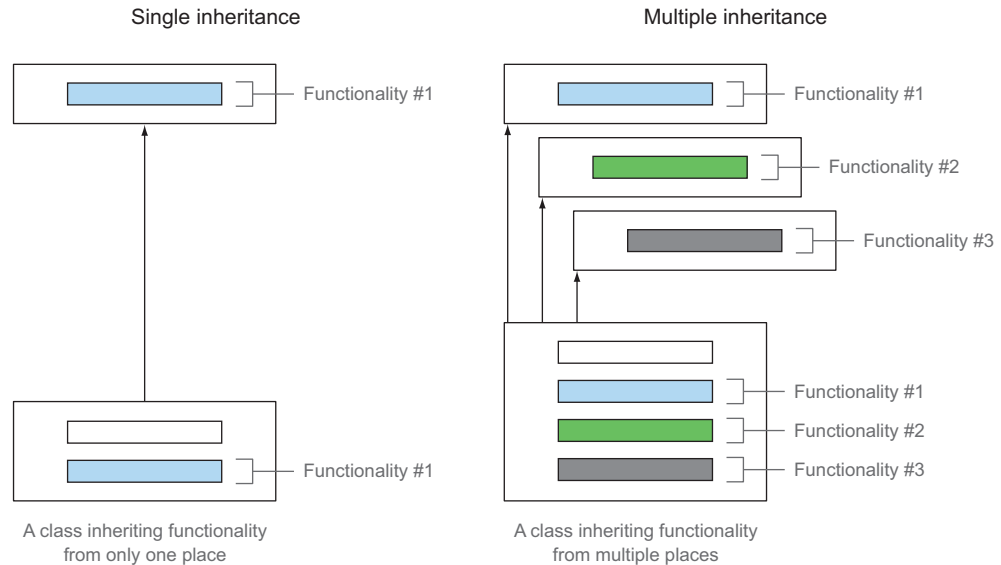 Single inheritance
Functionality #1
Functionality #1
A class inheriting functionality
from only one place
Multiple inheritance
Functionality #1
Functionality #2
Functionality #3
Functionality #1
Functionality #2
Functionality #3
A class inheriting functionality
from multiple places